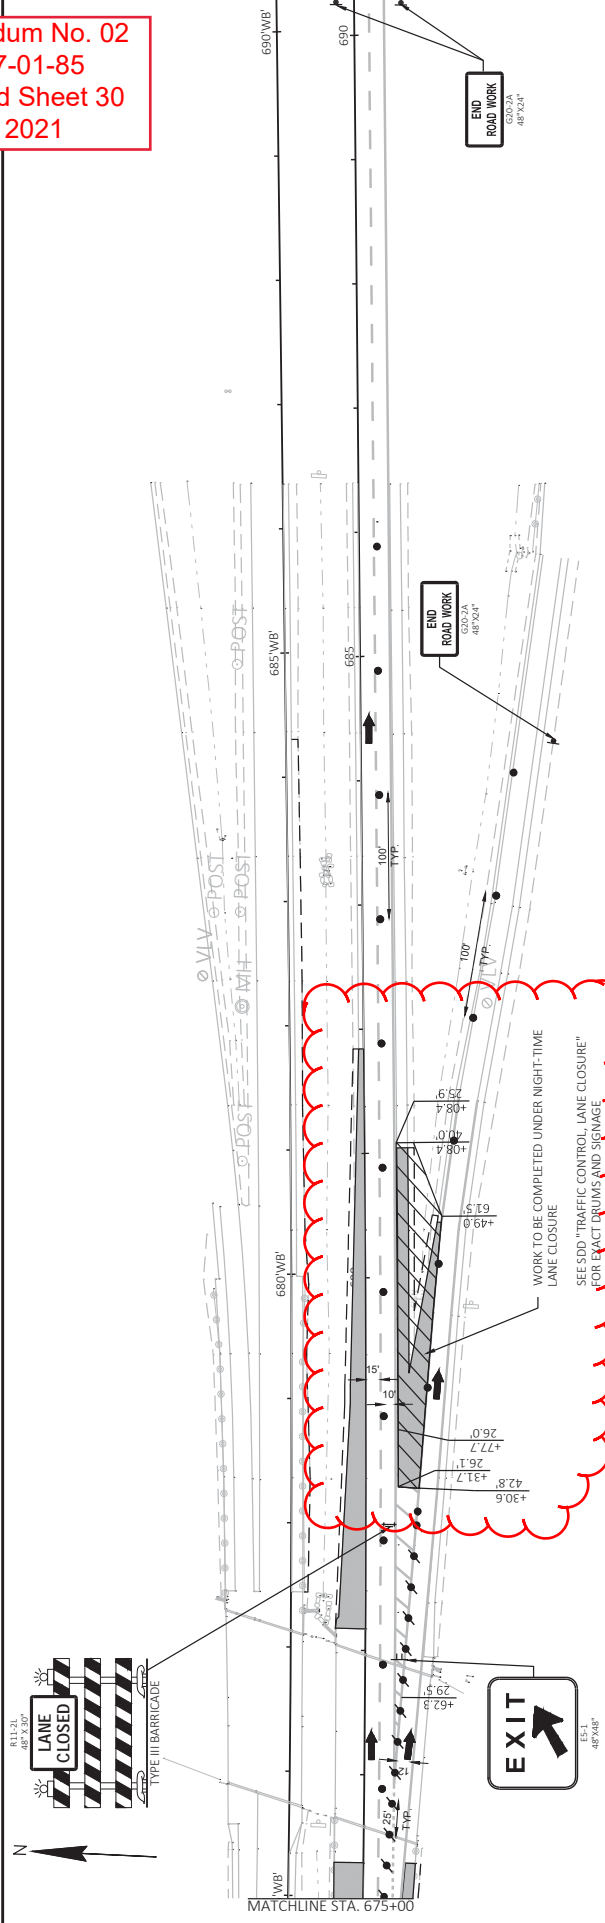 dum No. 02
7-01-85
d Sheet 30
2021
690'WB'
690
END
ROAD WORK
G20-2A
48"X24"
POST
685'WB'
685
END
ROAD WORK
G20-2A
48"X24"
100'
TYP.
VLV
POST
MH
POST
100'
TYP.
VLV
POST
25.9'
+08.4
40.0'
+08.4
61.5'
+49.0
WORK TO BE COMPLETED UNDER NIGHT-TIME
LANE CLOSURE
SEE SDD "TRAFFIC CONTROL, LANE CLOSURE"
FOR EXACT DRUMS AND SIGNAGE
680'WB'
15'
10'
26.0'
+77.7
26.1'
+31.7
42.8'
+30.6
R11-2L
48" X 30"
LANE
CLOSED
TYPE III BARRICADE
29.5'
+62.3
12'
EXIT
E5-1
48"X48"
25'
TYP.
N
'WB'
MATCHLINE STA. 675+00